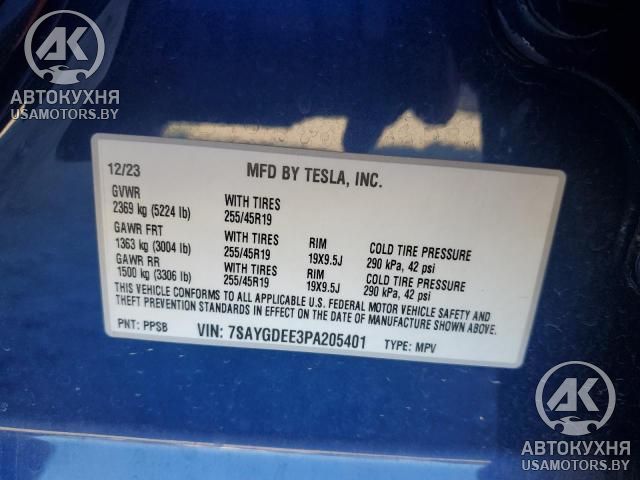 АК
АВТОКУХНЯ
USAMOTORS.BY
12/23 MFD BY TESLA, INC.
GVWR
2369 kg (5224 lb) WITH TIRES 255/45R19
GAWR FRT
1363 kg (3004 lb) WITH TIRES 255/45R19 RIM 19X9.5J COLD TIRE PRESSURE 290 kPa, 42 psi
GAWR RR
1500 kg (3306 lb) WITH TIRES 255/45R19 RIM 19X9.5J COLD TIRE PRESSURE 290 kPa, 42 psi
THIS VEHICLE CONFORMS TO ALL APPLICABLE U.S. FEDERAL MOTOR VEHICLE SAFETY AND
THEFT PREVENTION STANDARDS IN EFFECT ON THE DATE OF MANUFACTURE SHOWN ABOVE.
PNT: PPSB VIN: 7SAYGDEE3PA205401 TYPE: MPV
АК
АВТОКУХНЯ
USAMOTORS.BY